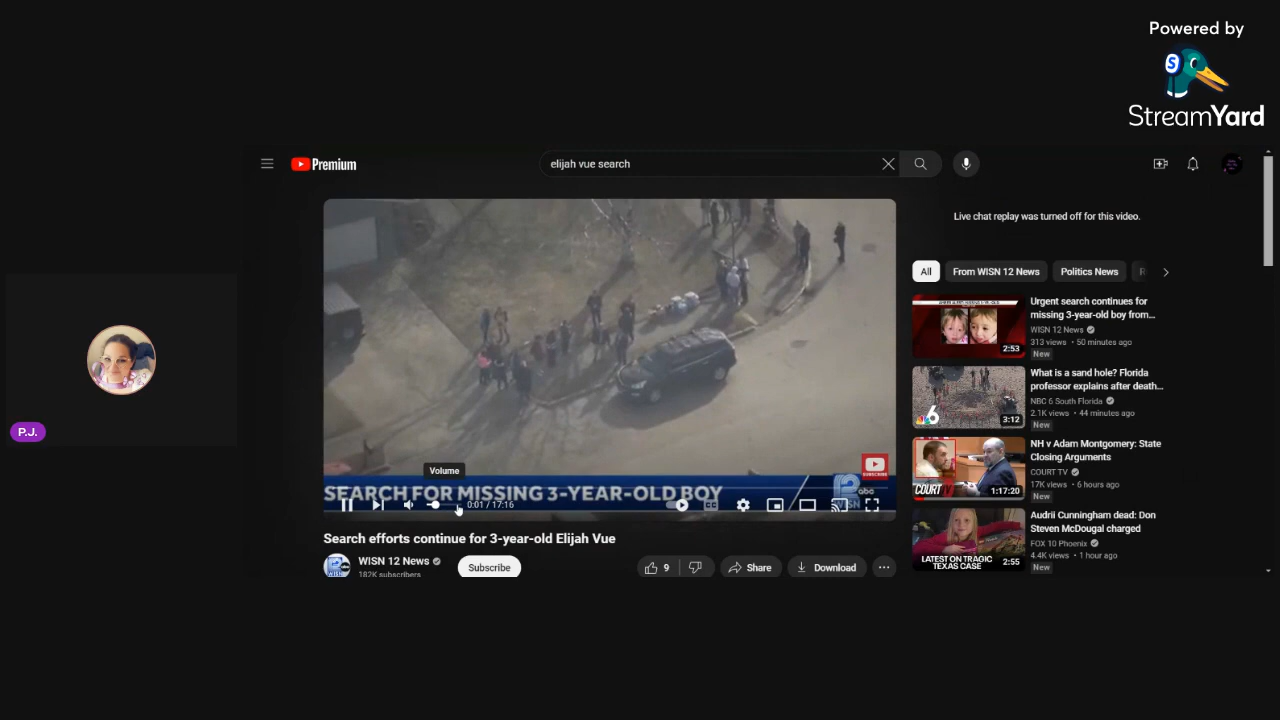 Powered by
S
StreamYard
Premium
elijah vue search
Live chat replay was turned off for this video.
All
From WISN 12 News
Politics News
R
SEARCH FOR MISSING 3-YEAR-OLD BOY
12
abc
WISN
SUBSCRIBE
Volume
0:01 / 17:16
CC
Search efforts continue for 3-year-old Elijah Vue
WISN 12 News
182K subscribers
Subscribe
9
Share
Download
P.J.
Urgent search continues for
missing 3-year-old boy from...
WISN 12 News
313 views • 50 minutes ago
New
2:53
What is a sand hole? Florida
professor explains after death...
NBC 6 South Florida
2.1K views • 44 minutes ago
New
6
3:12
NH v Adam Montgomery: State
Closing Arguments
COURT TV
17K views • 6 hours ago
New
COURT
1:17:20
Audrii Cunningham dead: Don
Steven McDougal charged
FOX 10 Phoenix
4.4K views • 1 hour ago
New
LATEST ON TRAGIC
TEXAS CASE
2:55